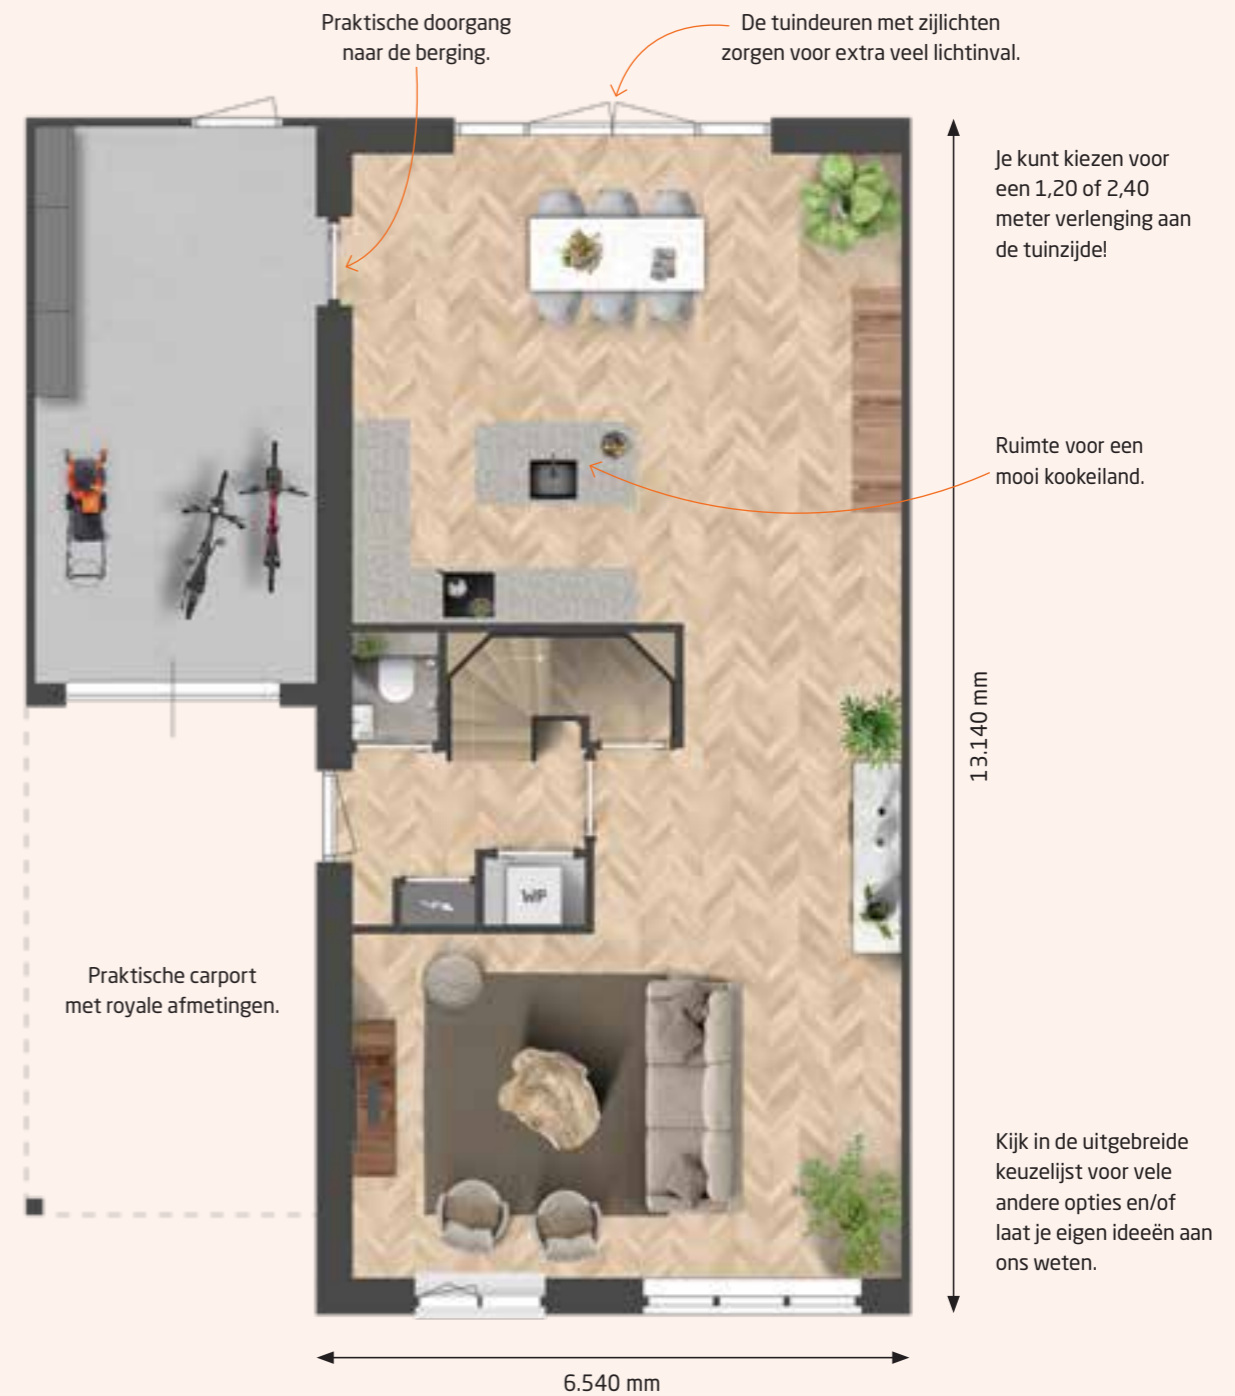 Praktische doorgang
naar de berging.
De tuindeuren met zijlichten
zorgen voor extra veel lichtinval.
Je kunt kiezen voor
een 1,20 of 2,40
meter verlenging aan
de tuinzijde!
Ruimte voor een
mooi kookeiland.
13.140 mm
WP
Praktische carport
met royale afmetingen.
Kijk in de uitgebreide
keuzelijst voor vele
andere opties en/of
laat je eigen ideeën aan
ons weten.
6.540 mm